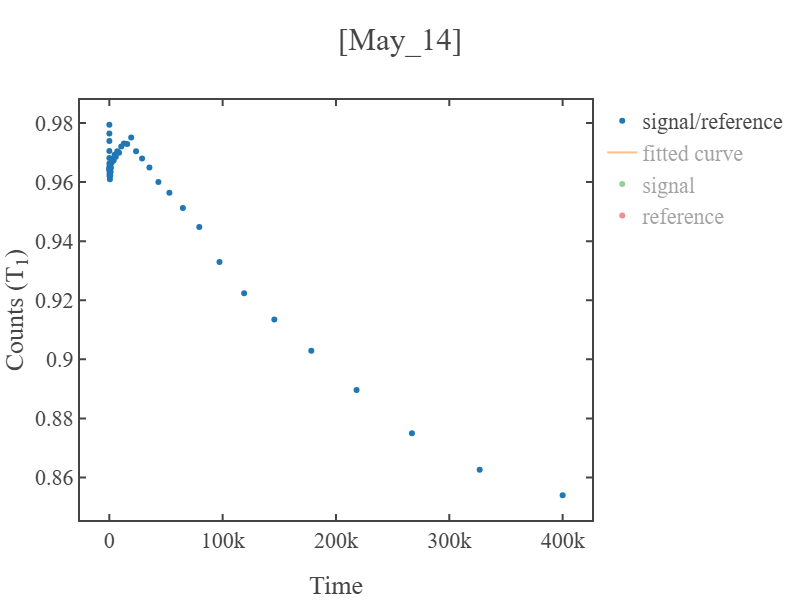 [May_14]
Counts (T1)
0.98
0.96
0.94
0.92
0.9
0.88
0.86
0
100k
200k
300k
400k
Time
signal/reference
fitted curve
signal
reference